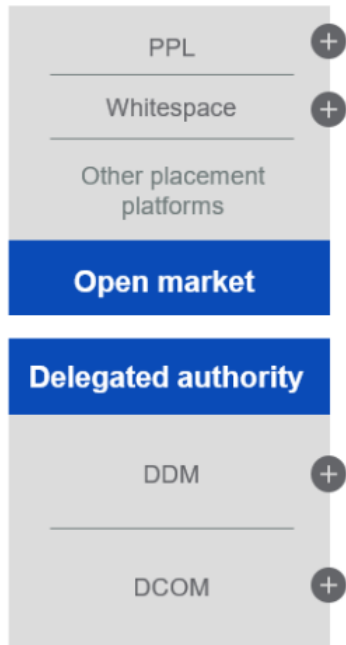 PPL
Whitespace
Other placement
platforms
Open market
Delegated authority
DDM
DCOM